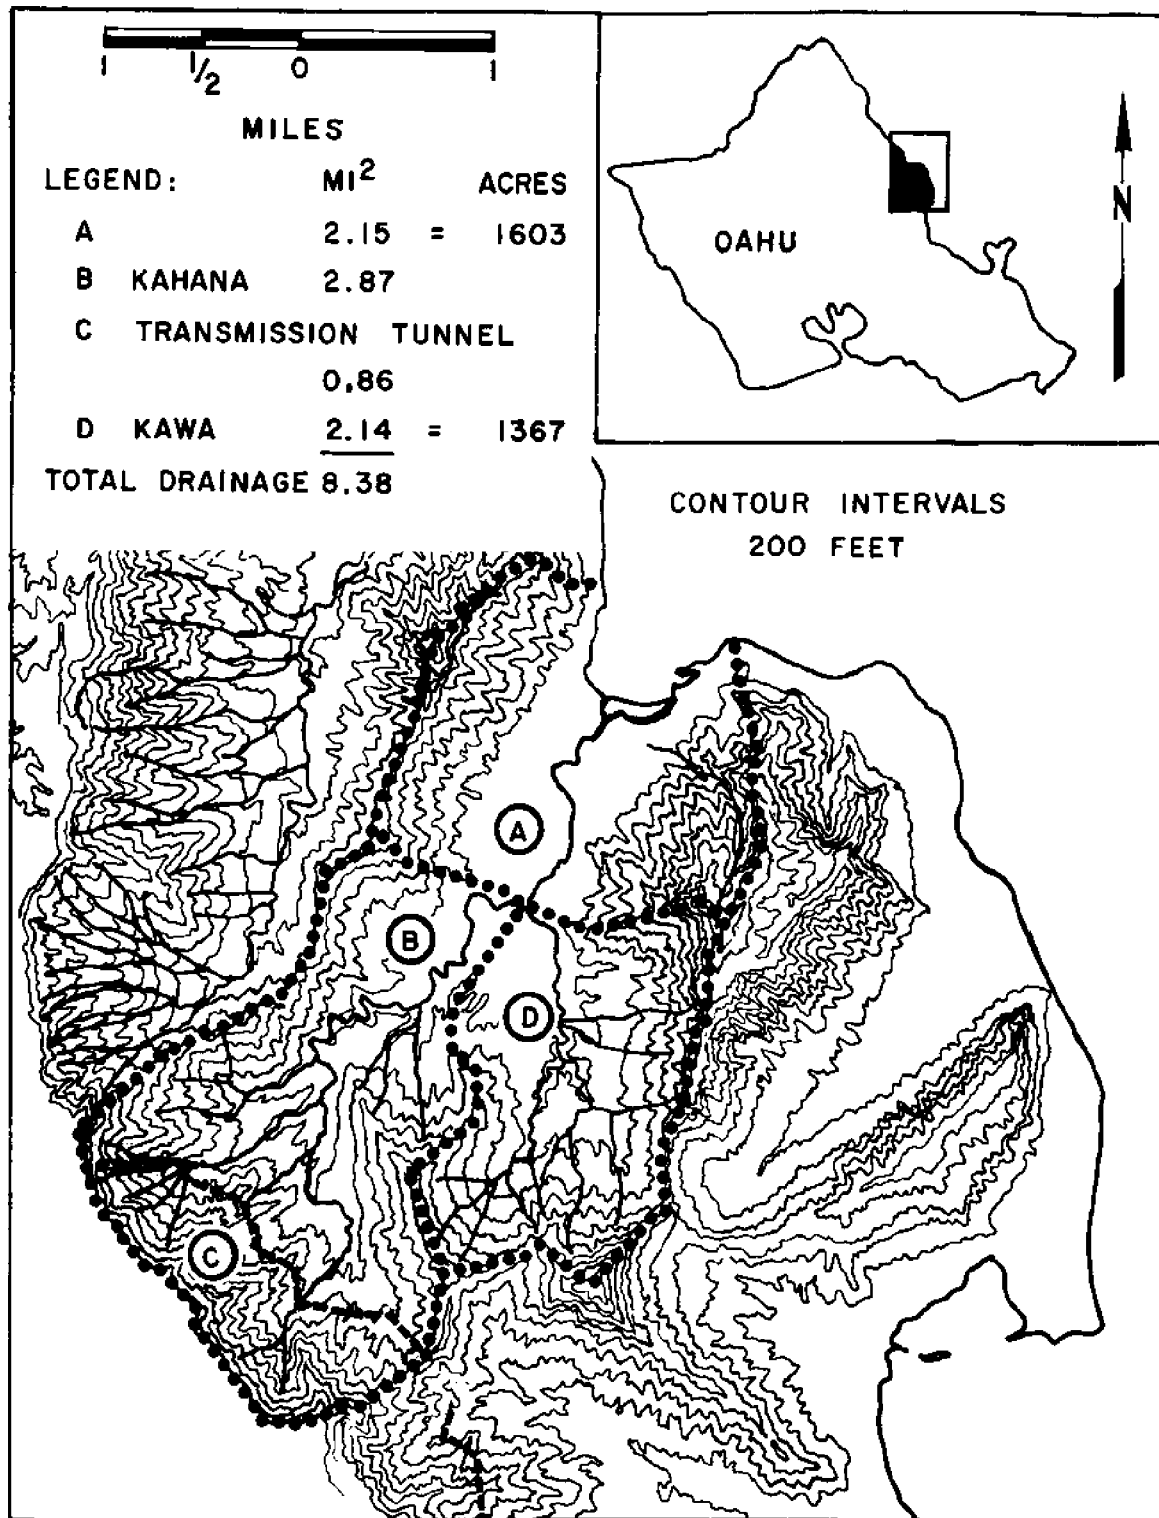 1 1/2 0 1
MILES
LEGEND: MI² ACRES
A 2.15 = 1603
B KAHANA 2.87
C TRANSMISSION TUNNEL
0.86
D KAWA 2.14 = 1367
TOTAL DRAINAGE 8.38
OAHU
N
CONTOUR INTERVALS
200 FEET
A
B
D
C